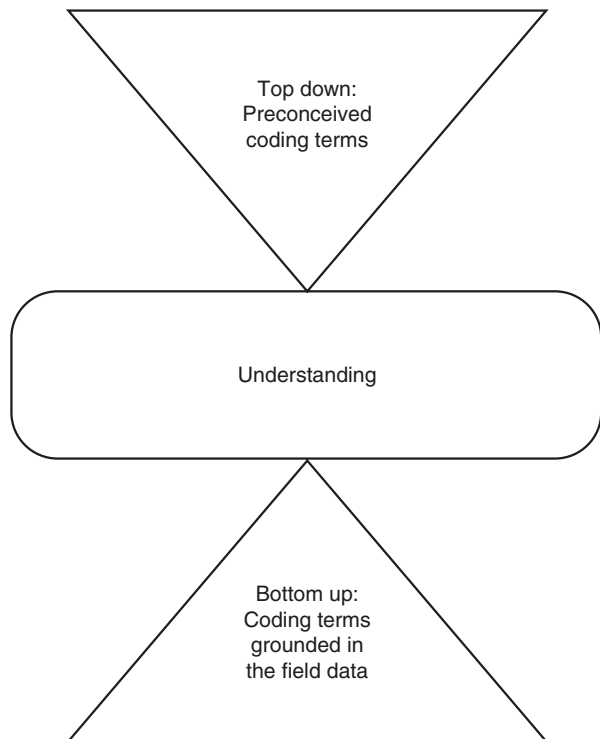 Top down:
Preconceived
coding terms
Understanding
Bottom up:
Coding terms
grounded in
the field data